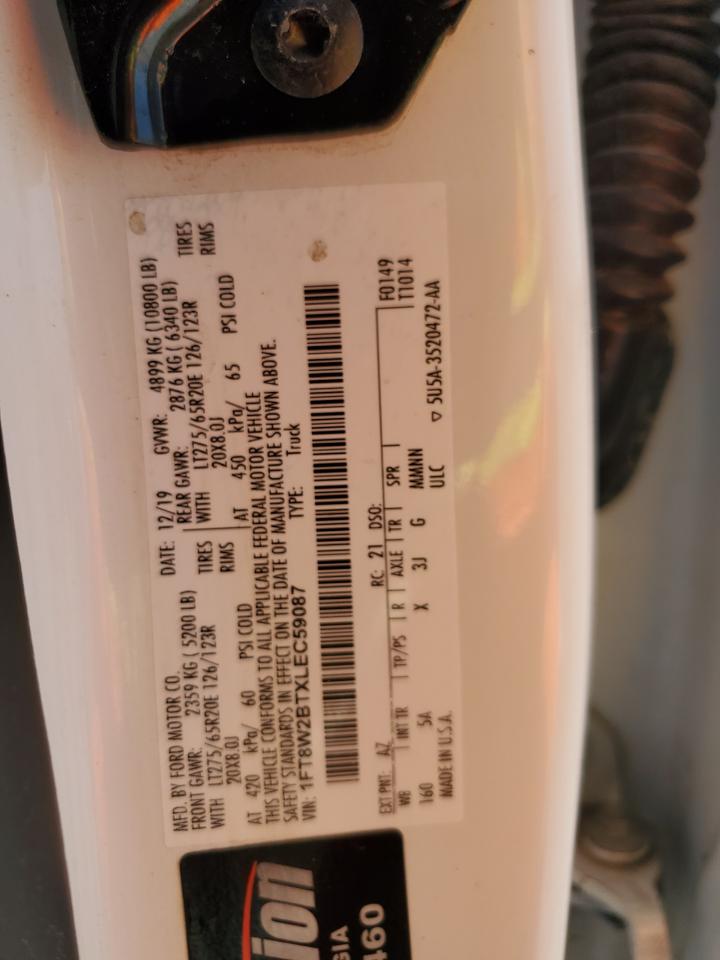 MFD. BY FORD MOTOR CO.
DATE: 12/19 GVWR: 4899 KG (10800 LB)
FRONT GAWR: 2359 KG ( 5200 LB)
REAR GAWR: 2876 KG ( 6340 LB)
WITH LT275/65R20E 126/123R TIRES
WITH LT275/65R20E 126/123R TIRES
20X8.0J RIMS
20X8.0J RIMS
AT 420 kPa/ 60 PSI COLD
AT 450 kPa/ 65 PSI COLD
THIS VEHICLE CONFORMS TO ALL APPLICABLE FEDERAL MOTOR VEHICLE
SAFETY STANDARDS IN EFFECT ON THE DATE OF MANUFACTURE SHOWN ABOVE.
VIN: 1FT8W2BTXLEC59087 TYPE: Truck
EXT PNT: AZ RC: 21 DSO: F0149
WB INT TR TP/PS R AXLE TR SPR T1014
160 5A X 3J G MMNN
MADE IN U.S.A. ULC
▽ 5U5A-3520472-AA
ion
GIA
460